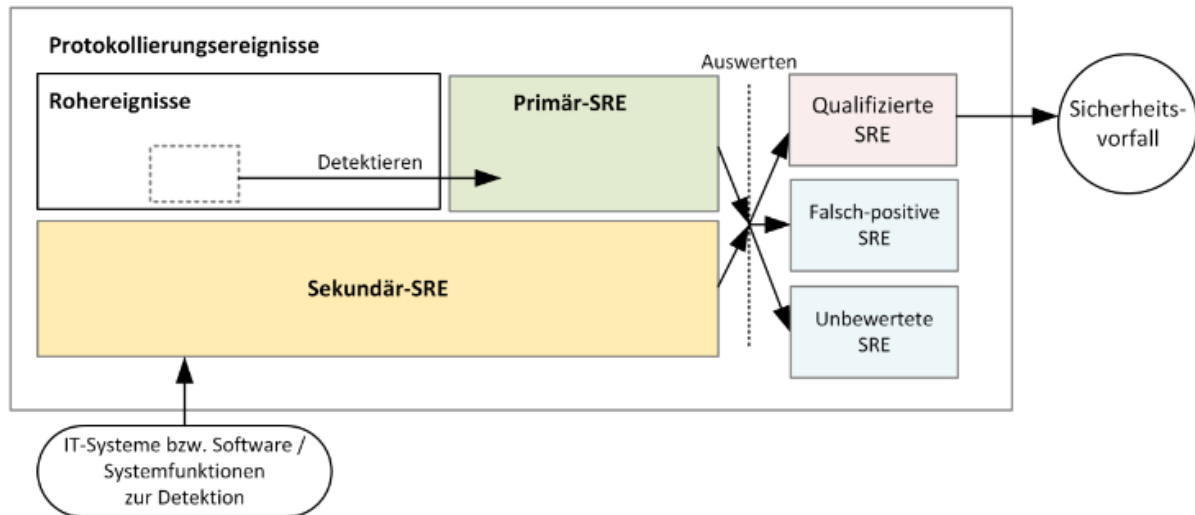 Protokollierungsereignisse
Rohereignisse
Detektieren
Primär-SRE
Auswerten
Qualifizierte
SRE
Sicherheits-
vorfall
Falsch-positive
SRE
Sekundär-SRE
Unbewertete
SRE
IT-Systeme bzw. Software /
Systemfunktionen
zur Detektion